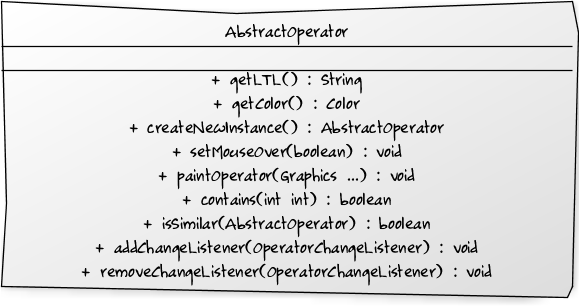 AbstractOperator
+ getLTL() : String
+ getColor() : Color
+ createNewInstance() : AbstractOperator
+ setMouseOver(boolean) : void
+ paintOperator(Graphics ...) : void
+ contains(int int) : boolean
+ isSimilar(AbstractOperator) : boolean
+ addChangeListener(OperatorChangeListener) : void
+ removeChangeListener(OperatorChangeListener) : void